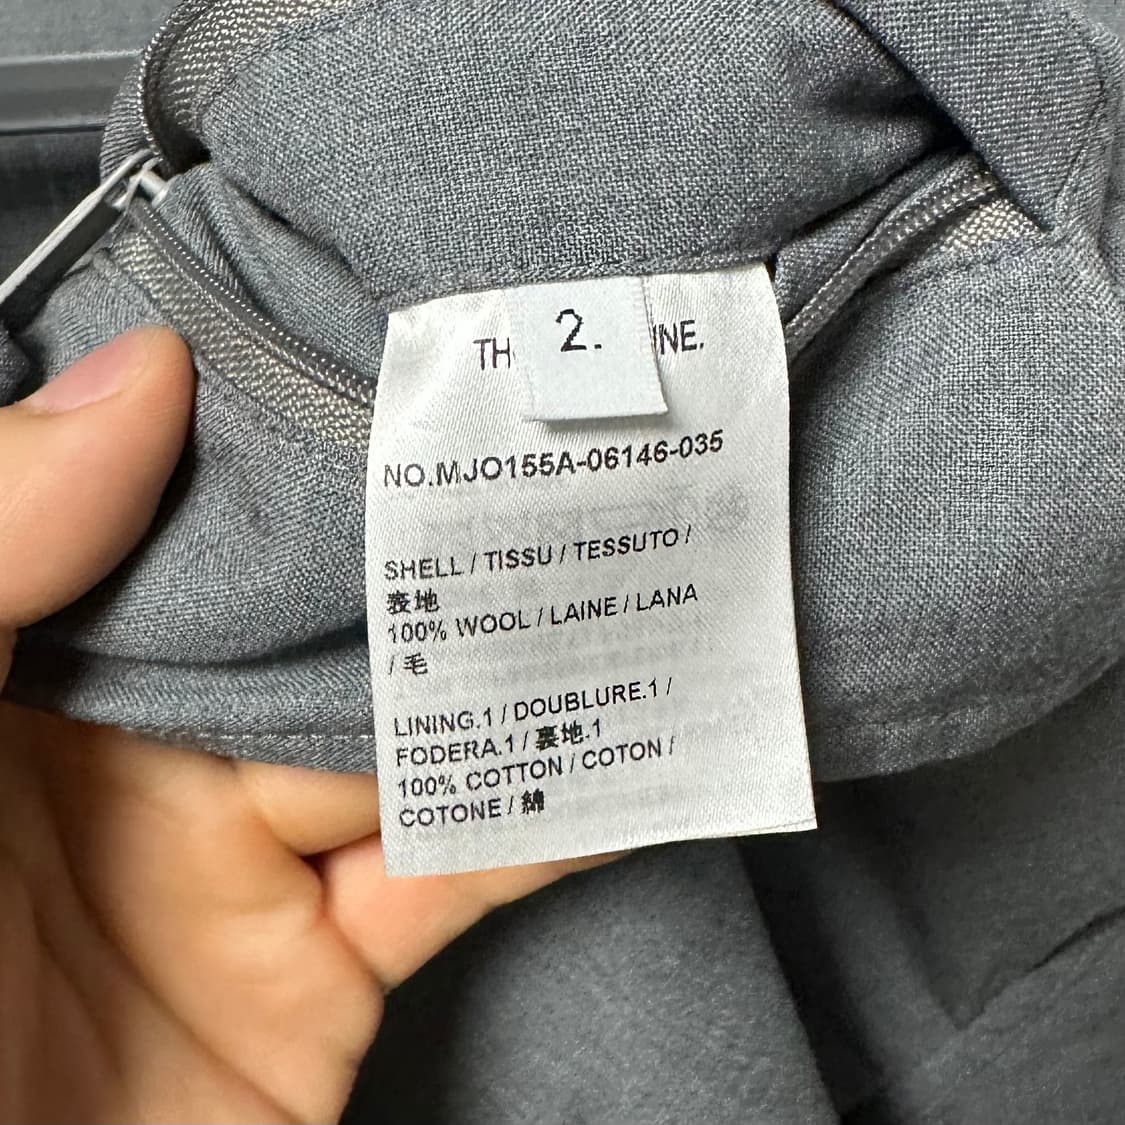 2.
TH INE.
NO.MJO155A-06146-035
SHELL / TISSU / TESSUTO /
表地
100% WOOL / LAINE / LANA
/ 毛
LINING.1 / DOUBLURE.1 /
FODERA.1 / 裏地.1
100% COTTON / COTON /
COTONE / 綿